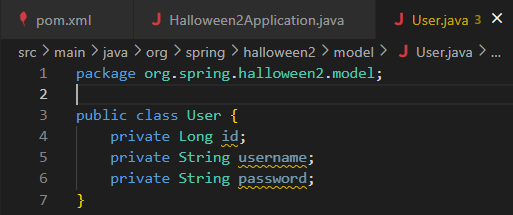 pom.xml
Halloween2Application.java
User.java 3
src > main > java > org > spring > halloween2 > model > User.java > ...
1 package org.spring.halloween2.model;
2
3 public class User {
4     private Long id;
5     private String username;
6     private String password;
7 }